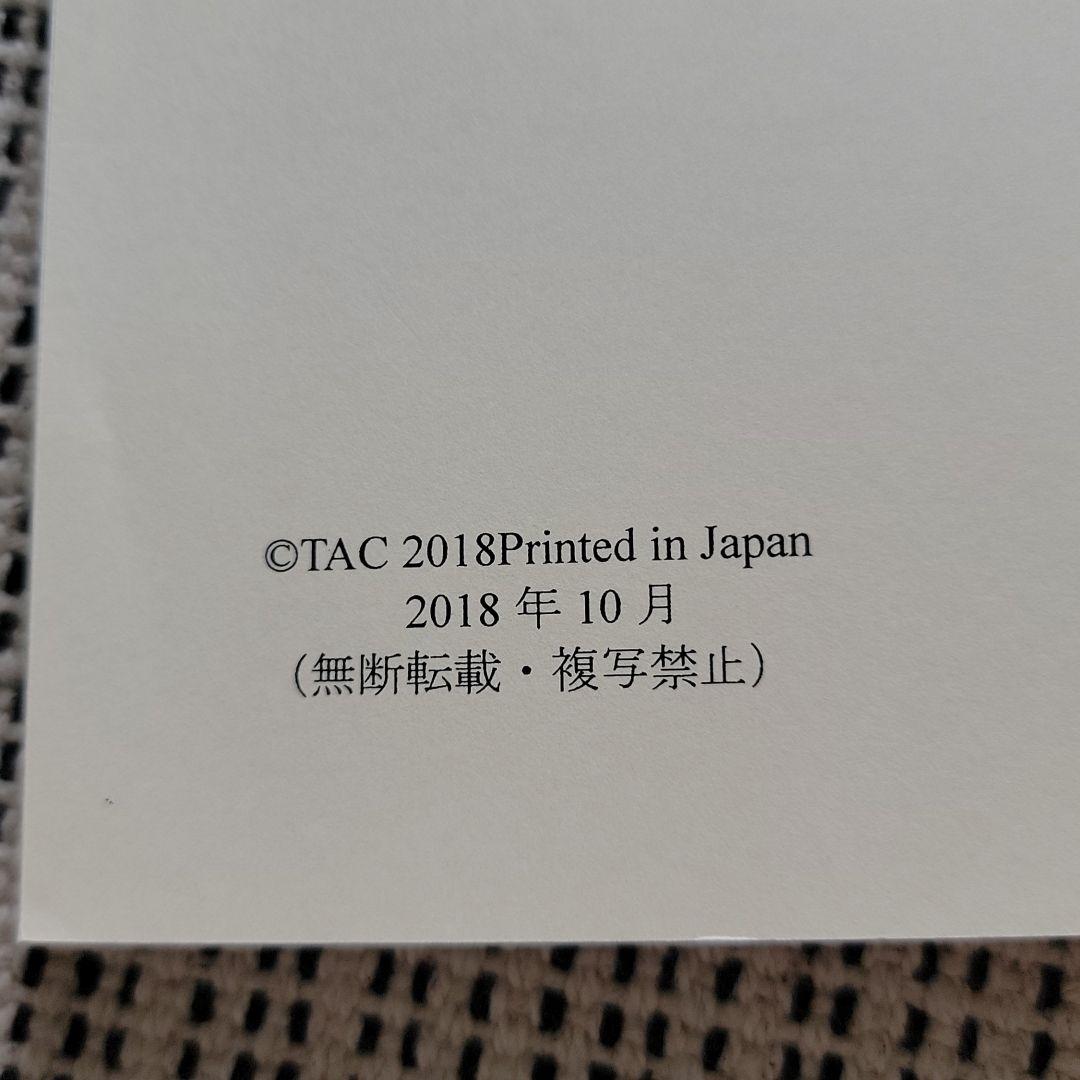 ©TAC 2018Printed in Japan
2018 年 10 月
（無断転載・複写禁止）